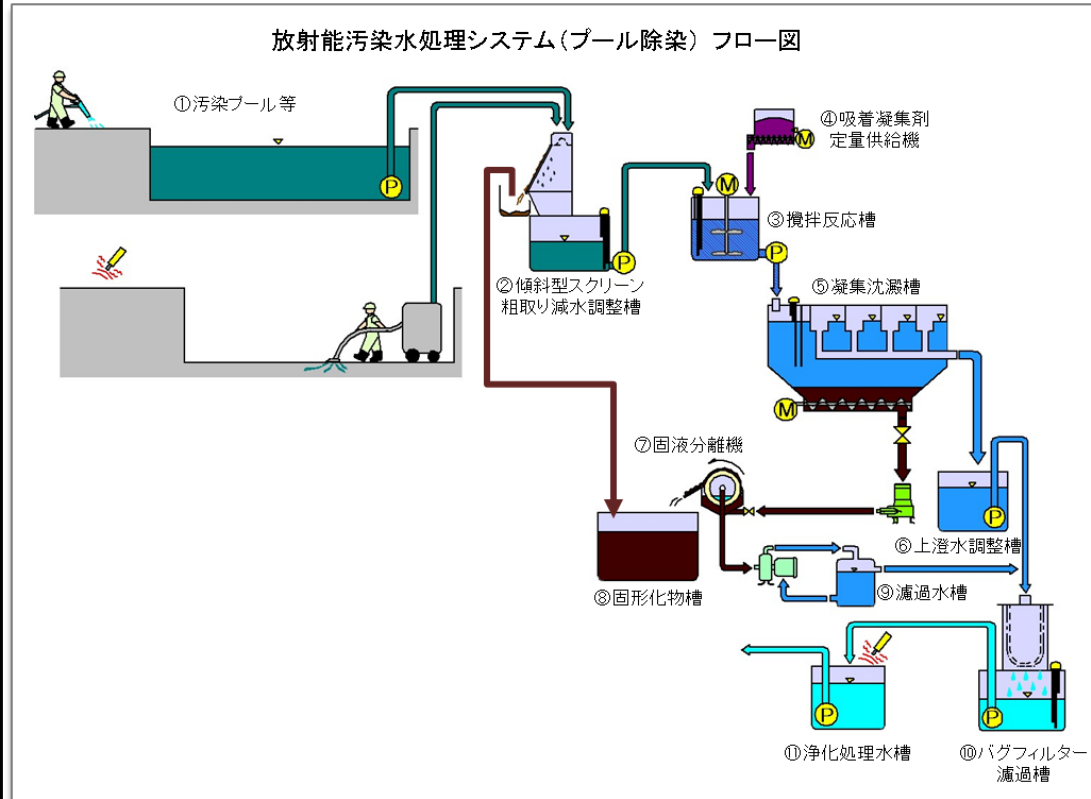 放射能汚染水処理システム(プール除染) フロー図
①汚染プール等
P
④吸着凝集剤
定量供給機
M
M
③攪拌反応槽
P
P
②傾斜型スクリーン
粗取り減水調整槽
⑤凝集沈澱槽
M
⑦固液分離機
P
⑥上澄水調整槽
⑧固形化物槽
⑨濾過水槽
P
P
⑪浄化処理水槽
⑩バグフィルター
濾過槽